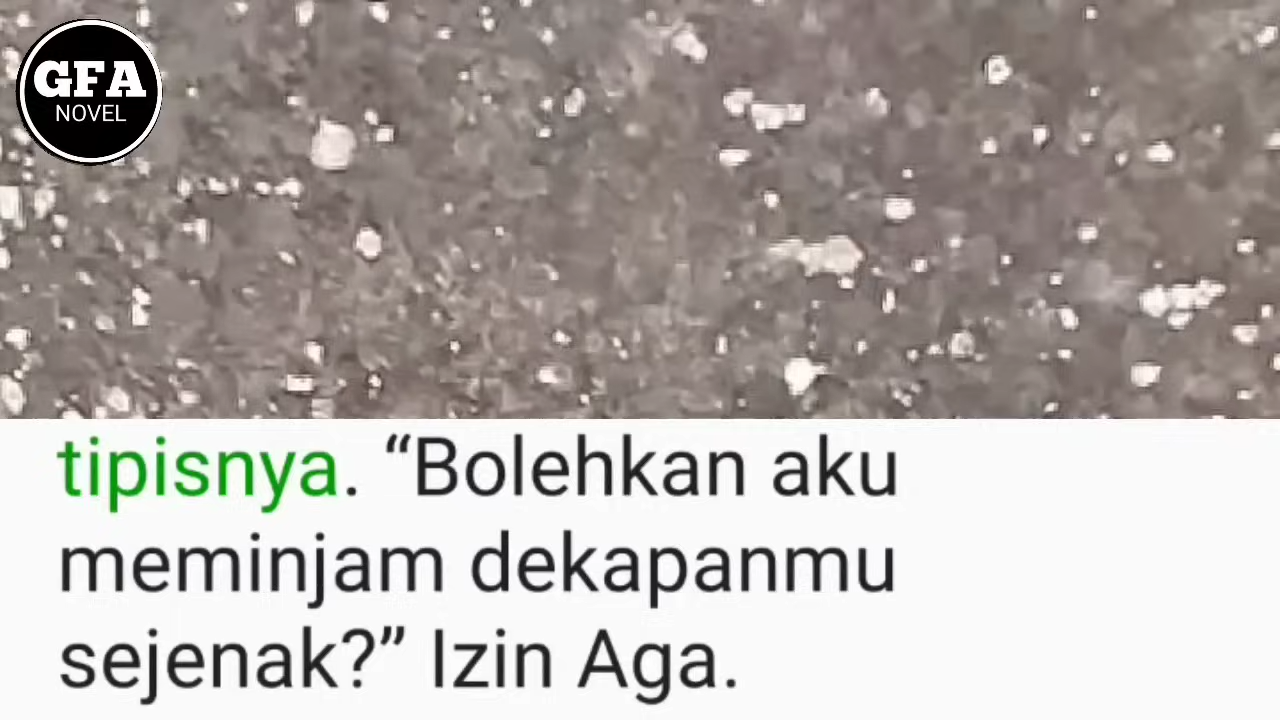 GFA
NOVEL
tipisnya. “Bolehkan aku
meminjam dekapanmu
sejenak?” Izin Aga.